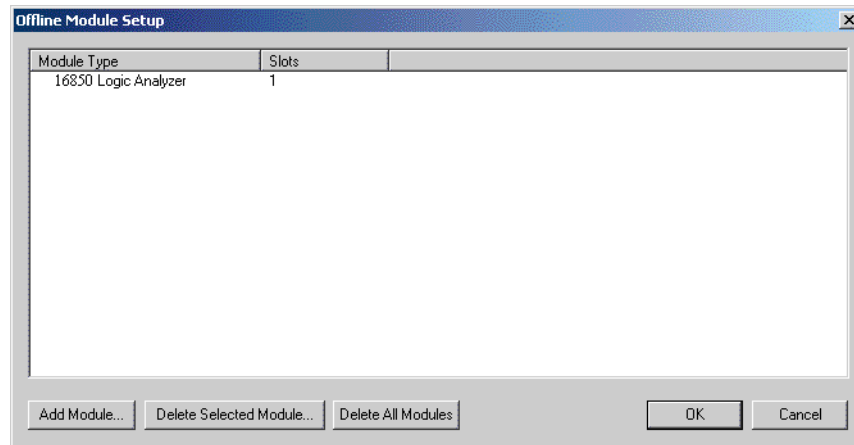 Offline Module Setup
Module Type Slots
16850 Logic Analyzer 1
Add Module... Delete Selected Module... Delete All Modules OK Cancel